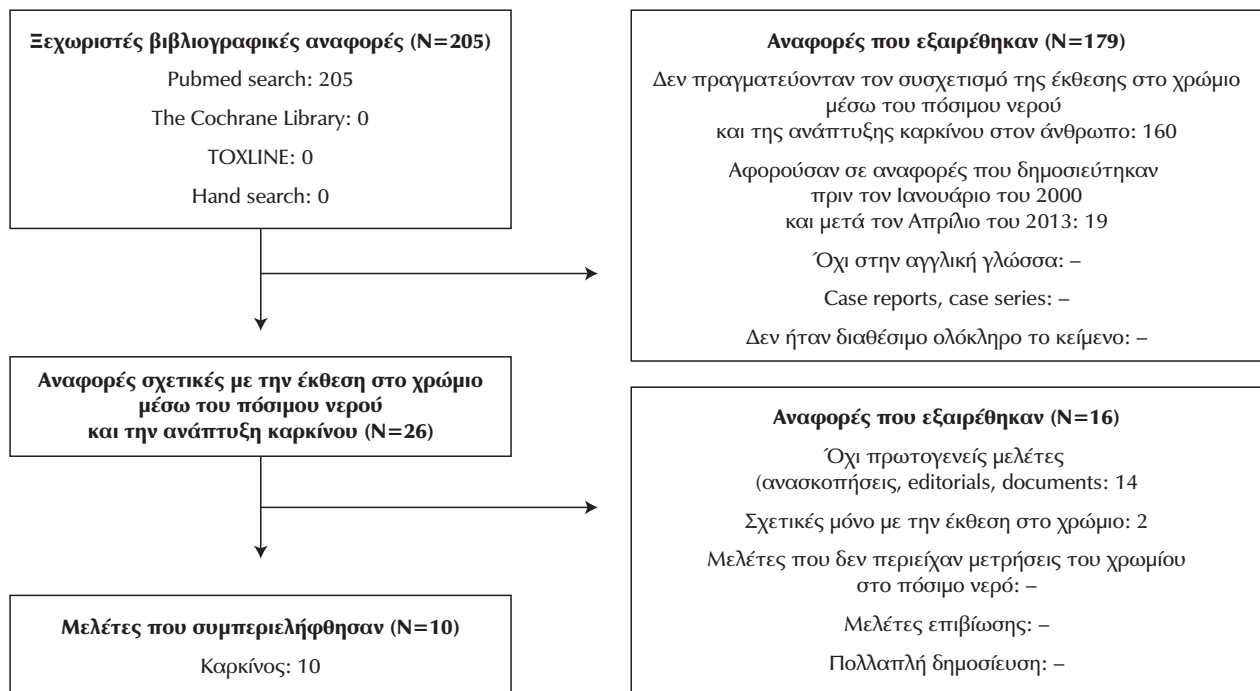 Ξεχωριστές βιβλιογραφικές αναφορές (N=205)
Pubmed search: 205
The Cochrane Library: 0
TOXLINE: 0
Hand search: 0
Αναφορές που εξαιρέθηκαν (N=179)
Δεν πραγματεύονταν τον συσχετισμό της έκθεσης στο χρώμιο
μέσω του πόσιμου νερού
και της ανάπτυξης καρκίνου στον άνθρωπο: 160
Αφορούσαν σε αναφορές που δημοσιεύτηκαν
πριν τον Ιανουάριο του 2000
και μετά τον Απρίλιο του 2013: 19
Όχι στην αγγλική γλώσσα: –
Case reports, case series: –
Δεν ήταν διαθέσιμο ολόκληρο το κείμενο: –
Αναφορές σχετικές με την έκθεση στο χρώμιο
μέσω του πόσιμου νερού
και την ανάπτυξη καρκίνου (N=26)
Αναφορές που εξαιρέθηκαν (N=16)
Όχι πρωτογενείς μελέτες
(ανασκοπήσεις, editorials, documents: 14
Σχετικές μόνο με την έκθεση στο χρώμιο: 2
Μελέτες που δεν περιείχαν μετρήσεις του χρωμίου
στο πόσιμο νερό: –
Μελέτες επιβίωσης: –
Πολλαπλή δημοσίευση: –
Μελέτες που συμπεριελήφθησαν (N=10)
Καρκίνος: 10